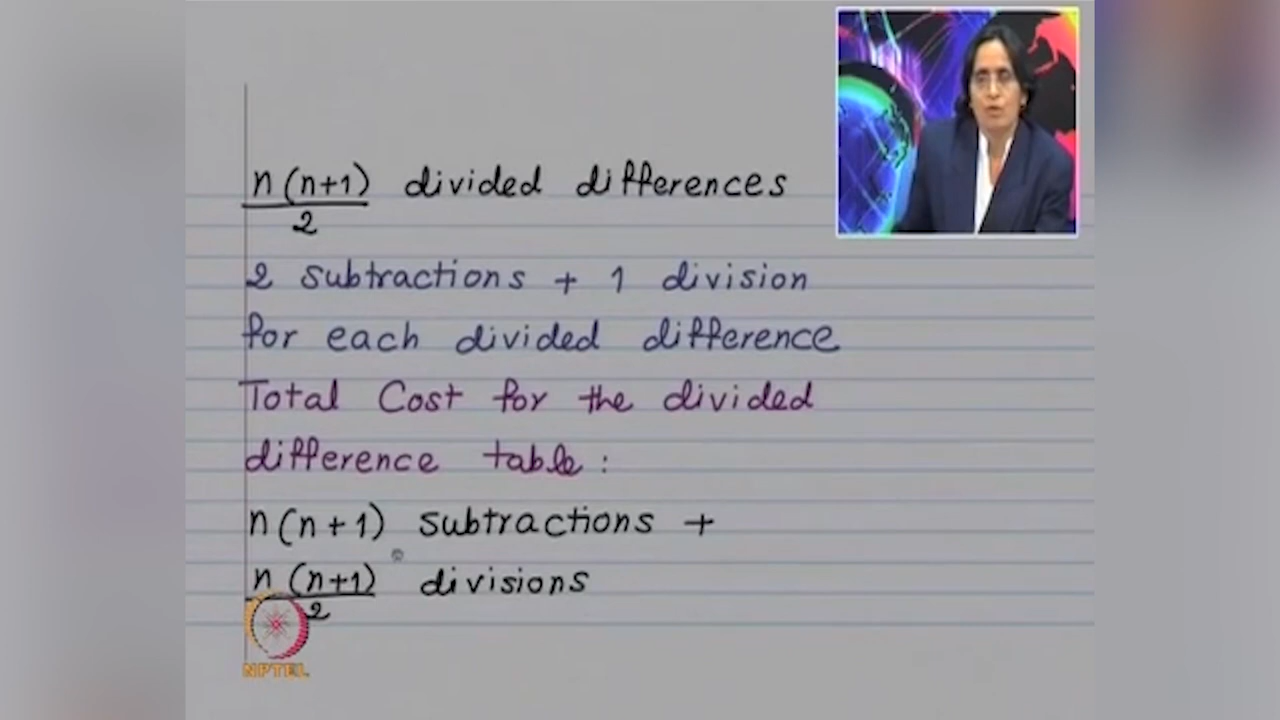 n(n+1)/2 divided differences
2 subtractions + 1 division
for each divided difference
Total Cost for the divided
difference table:
n(n+1) subtractions +
n(n+1)/2 divisions
NPTEL